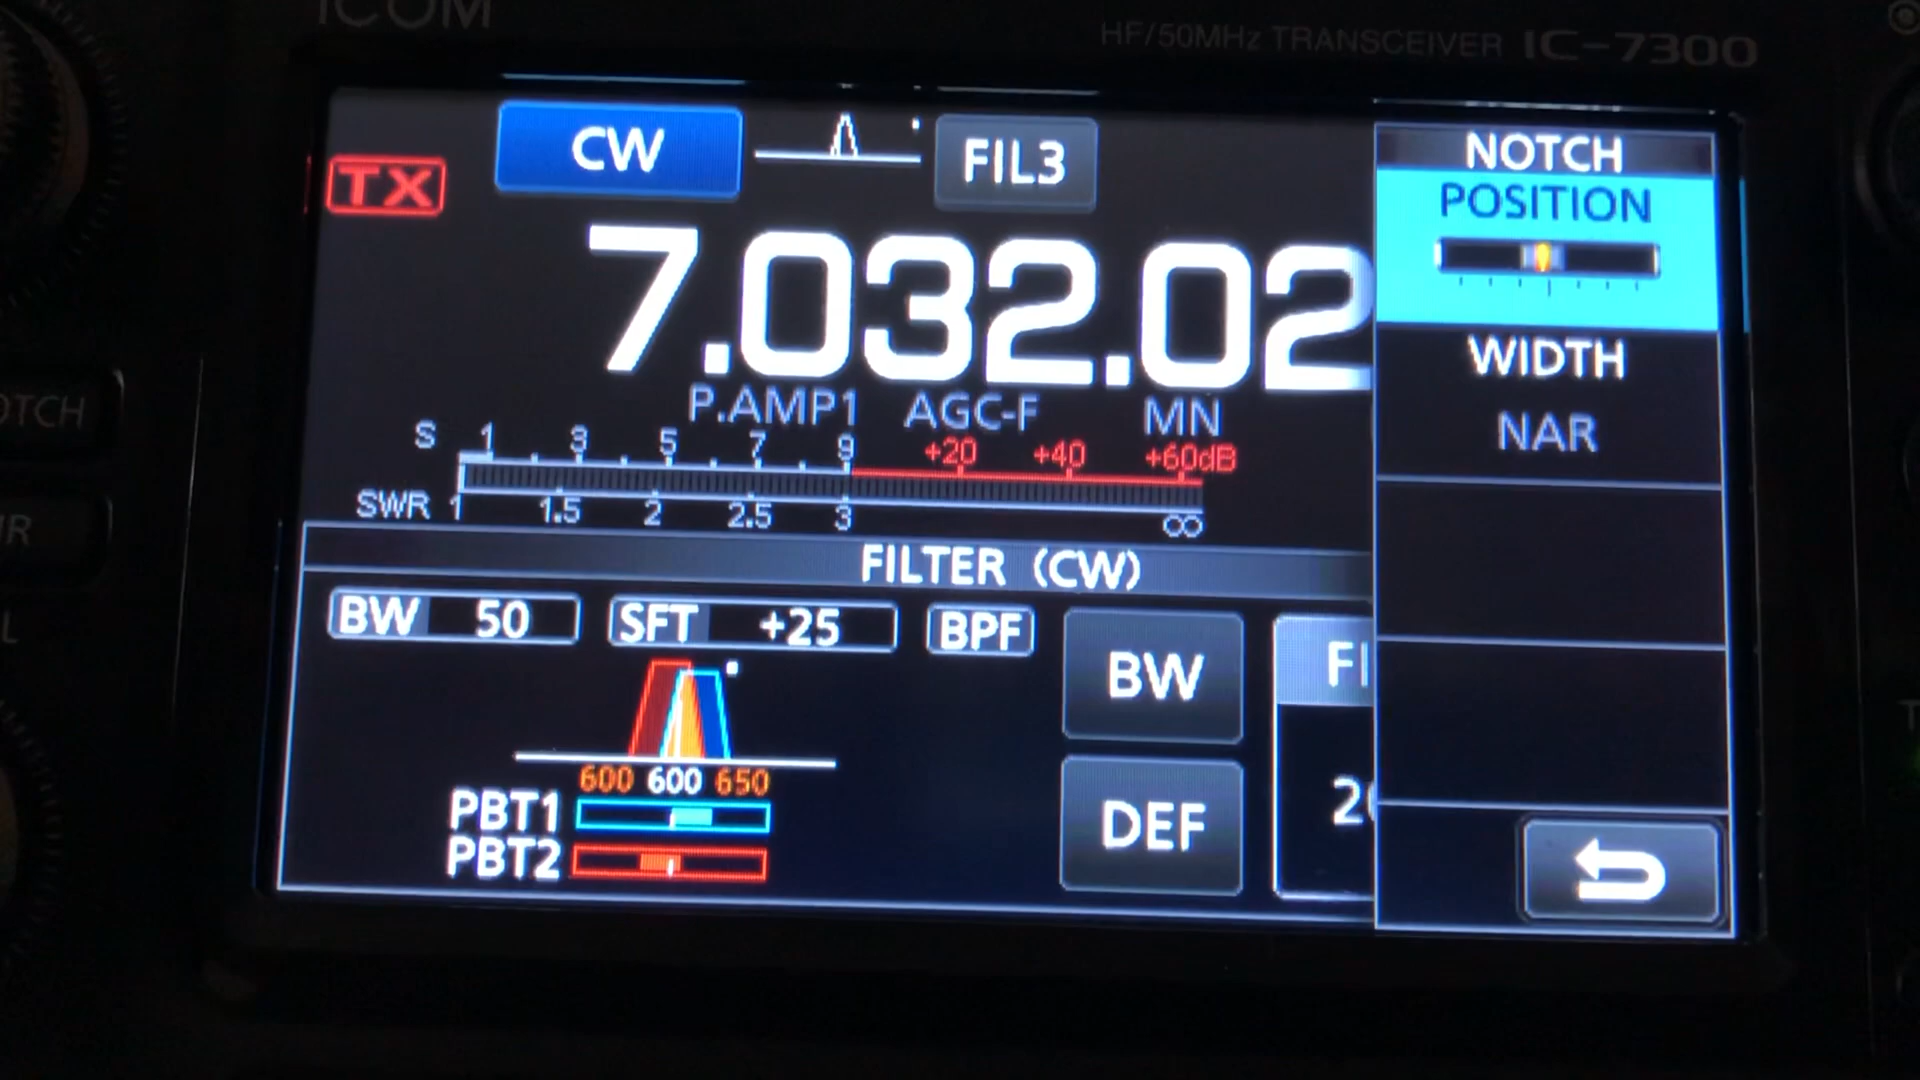 ICOM
HF/50MHz TRANSCEIVER IC-7300
CW
FIL3
TX
7.032.02
P.AMP1 AGC-F MN
S 1 3 5 7 9 +20 +40 +60dB
SWR 1 1.5 2 2.5 3 ∞
FILTER (CW)
BW 50 SFT +25 BPF
BW
DEF
600 600 650
PBT1
PBT2
NOTCH
POSITION
WIDTH
NAR